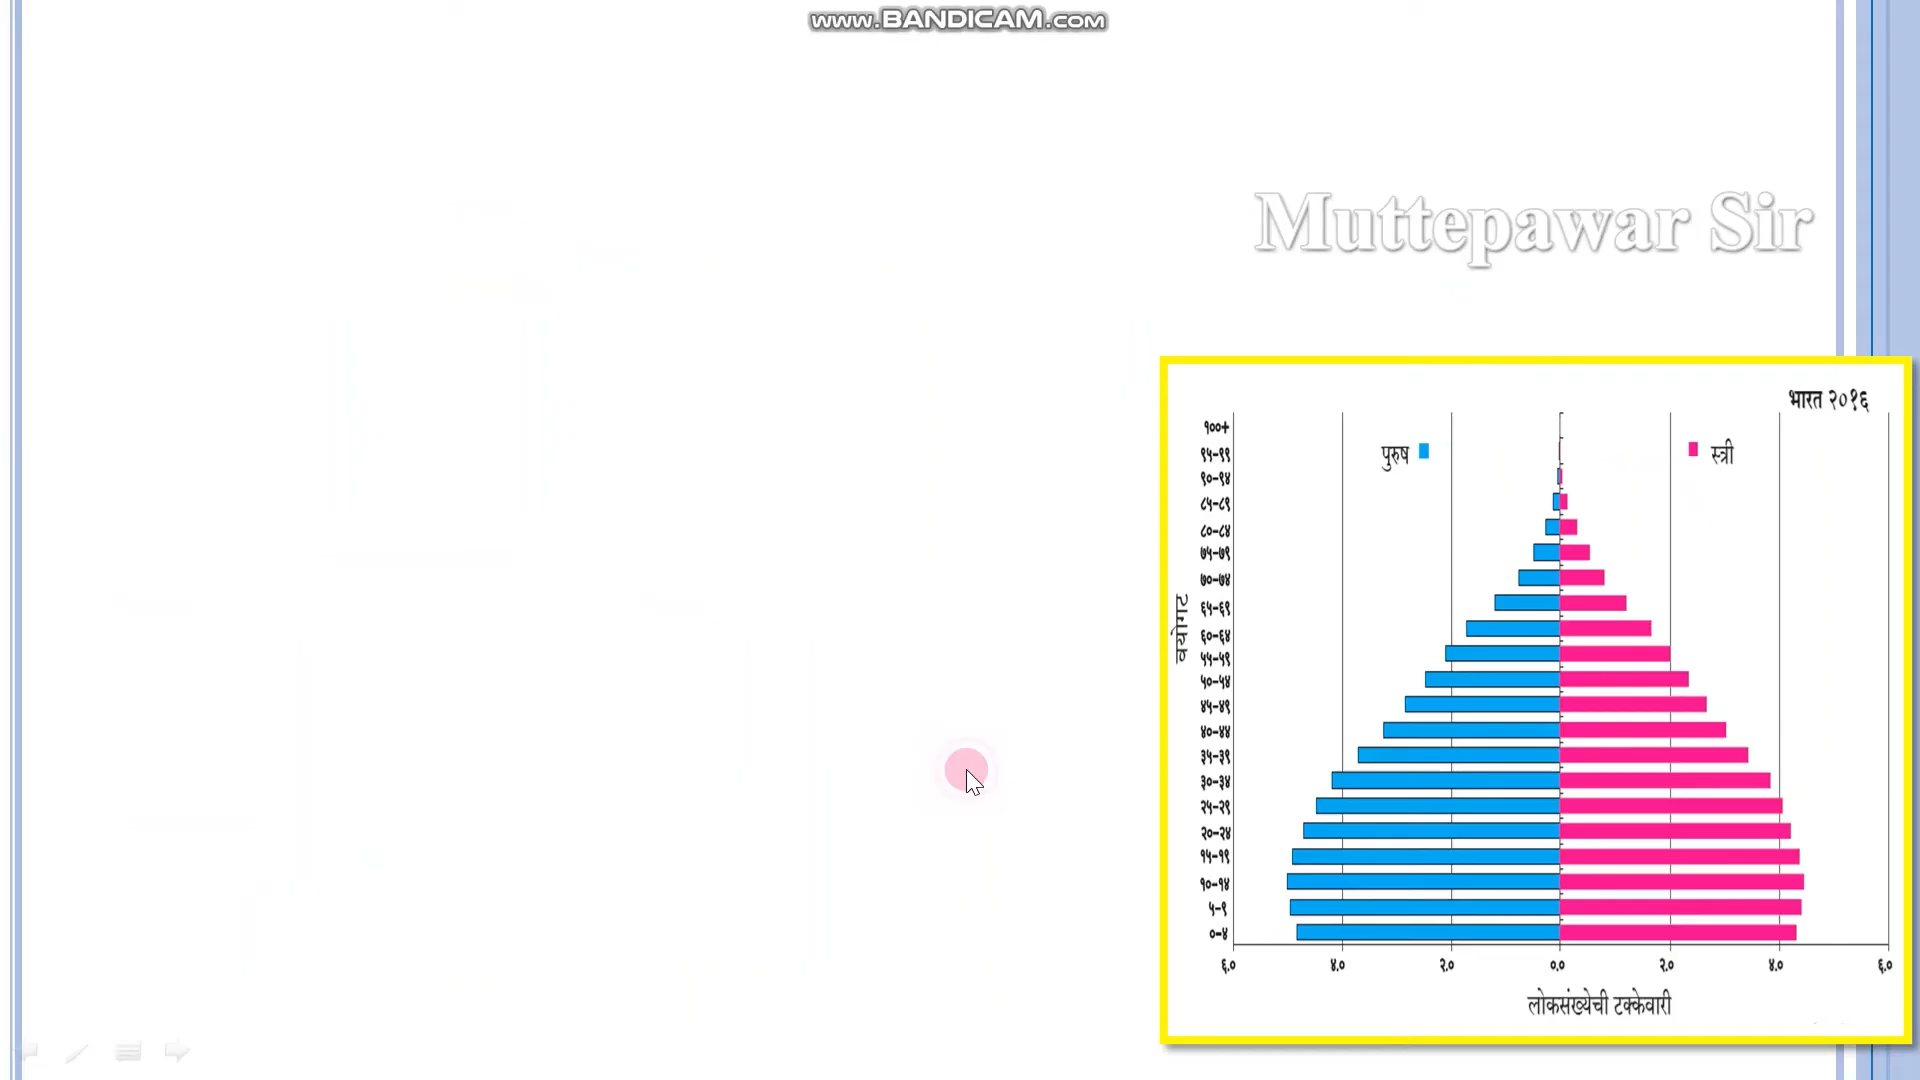 www.BANDICAM.com
Muttepawar Sir
भारत २०१६
पुरुष
स्त्री
वयोगट
१००+
९५-९९
९०-९४
८५-८९
८०-८४
७५-७९
७०-७४
६५-६९
६०-६४
५५-५९
५०-५४
४५-४९
४०-४४
३५-३९
३०-३४
२५-२९
२०-२४
१५-१९
१०-१४
५-९
०-४
६.० ४.० २.० ०.० २.० ४.० ६.०
लोकसंख्येची टक्केवारी